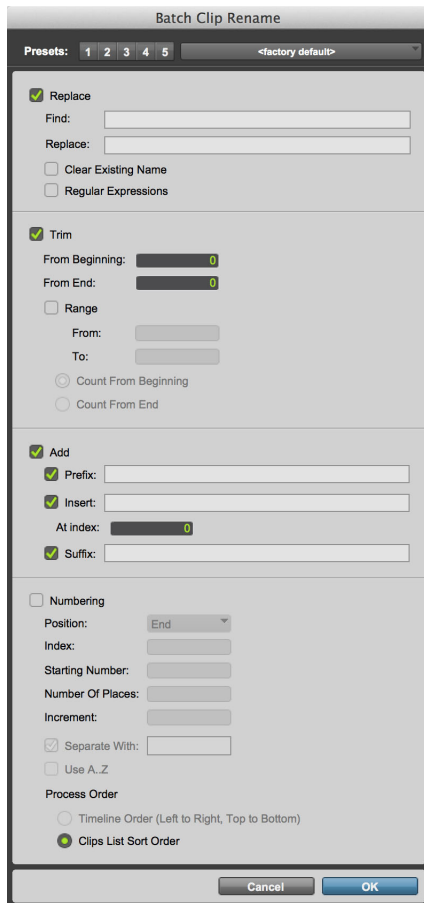 Batch Clip Rename
Presets: 1 2 3 4 5 <factory default>
Replace
Find:
Replace:
Clear Existing Name
Regular Expressions
Trim
From Beginning: 0
From End: 0
Range
From:
To:
Count From Beginning
Count From End
Add
Prefix:
Insert:
At index: 0
Suffix:
Numbering
Position: End
Index:
Starting Number:
Number Of Places:
Increment:
Separate With:
Use A..Z
Process Order
Timeline Order (Left to Right, Top to Bottom)
Clips List Sort Order
Cancel OK